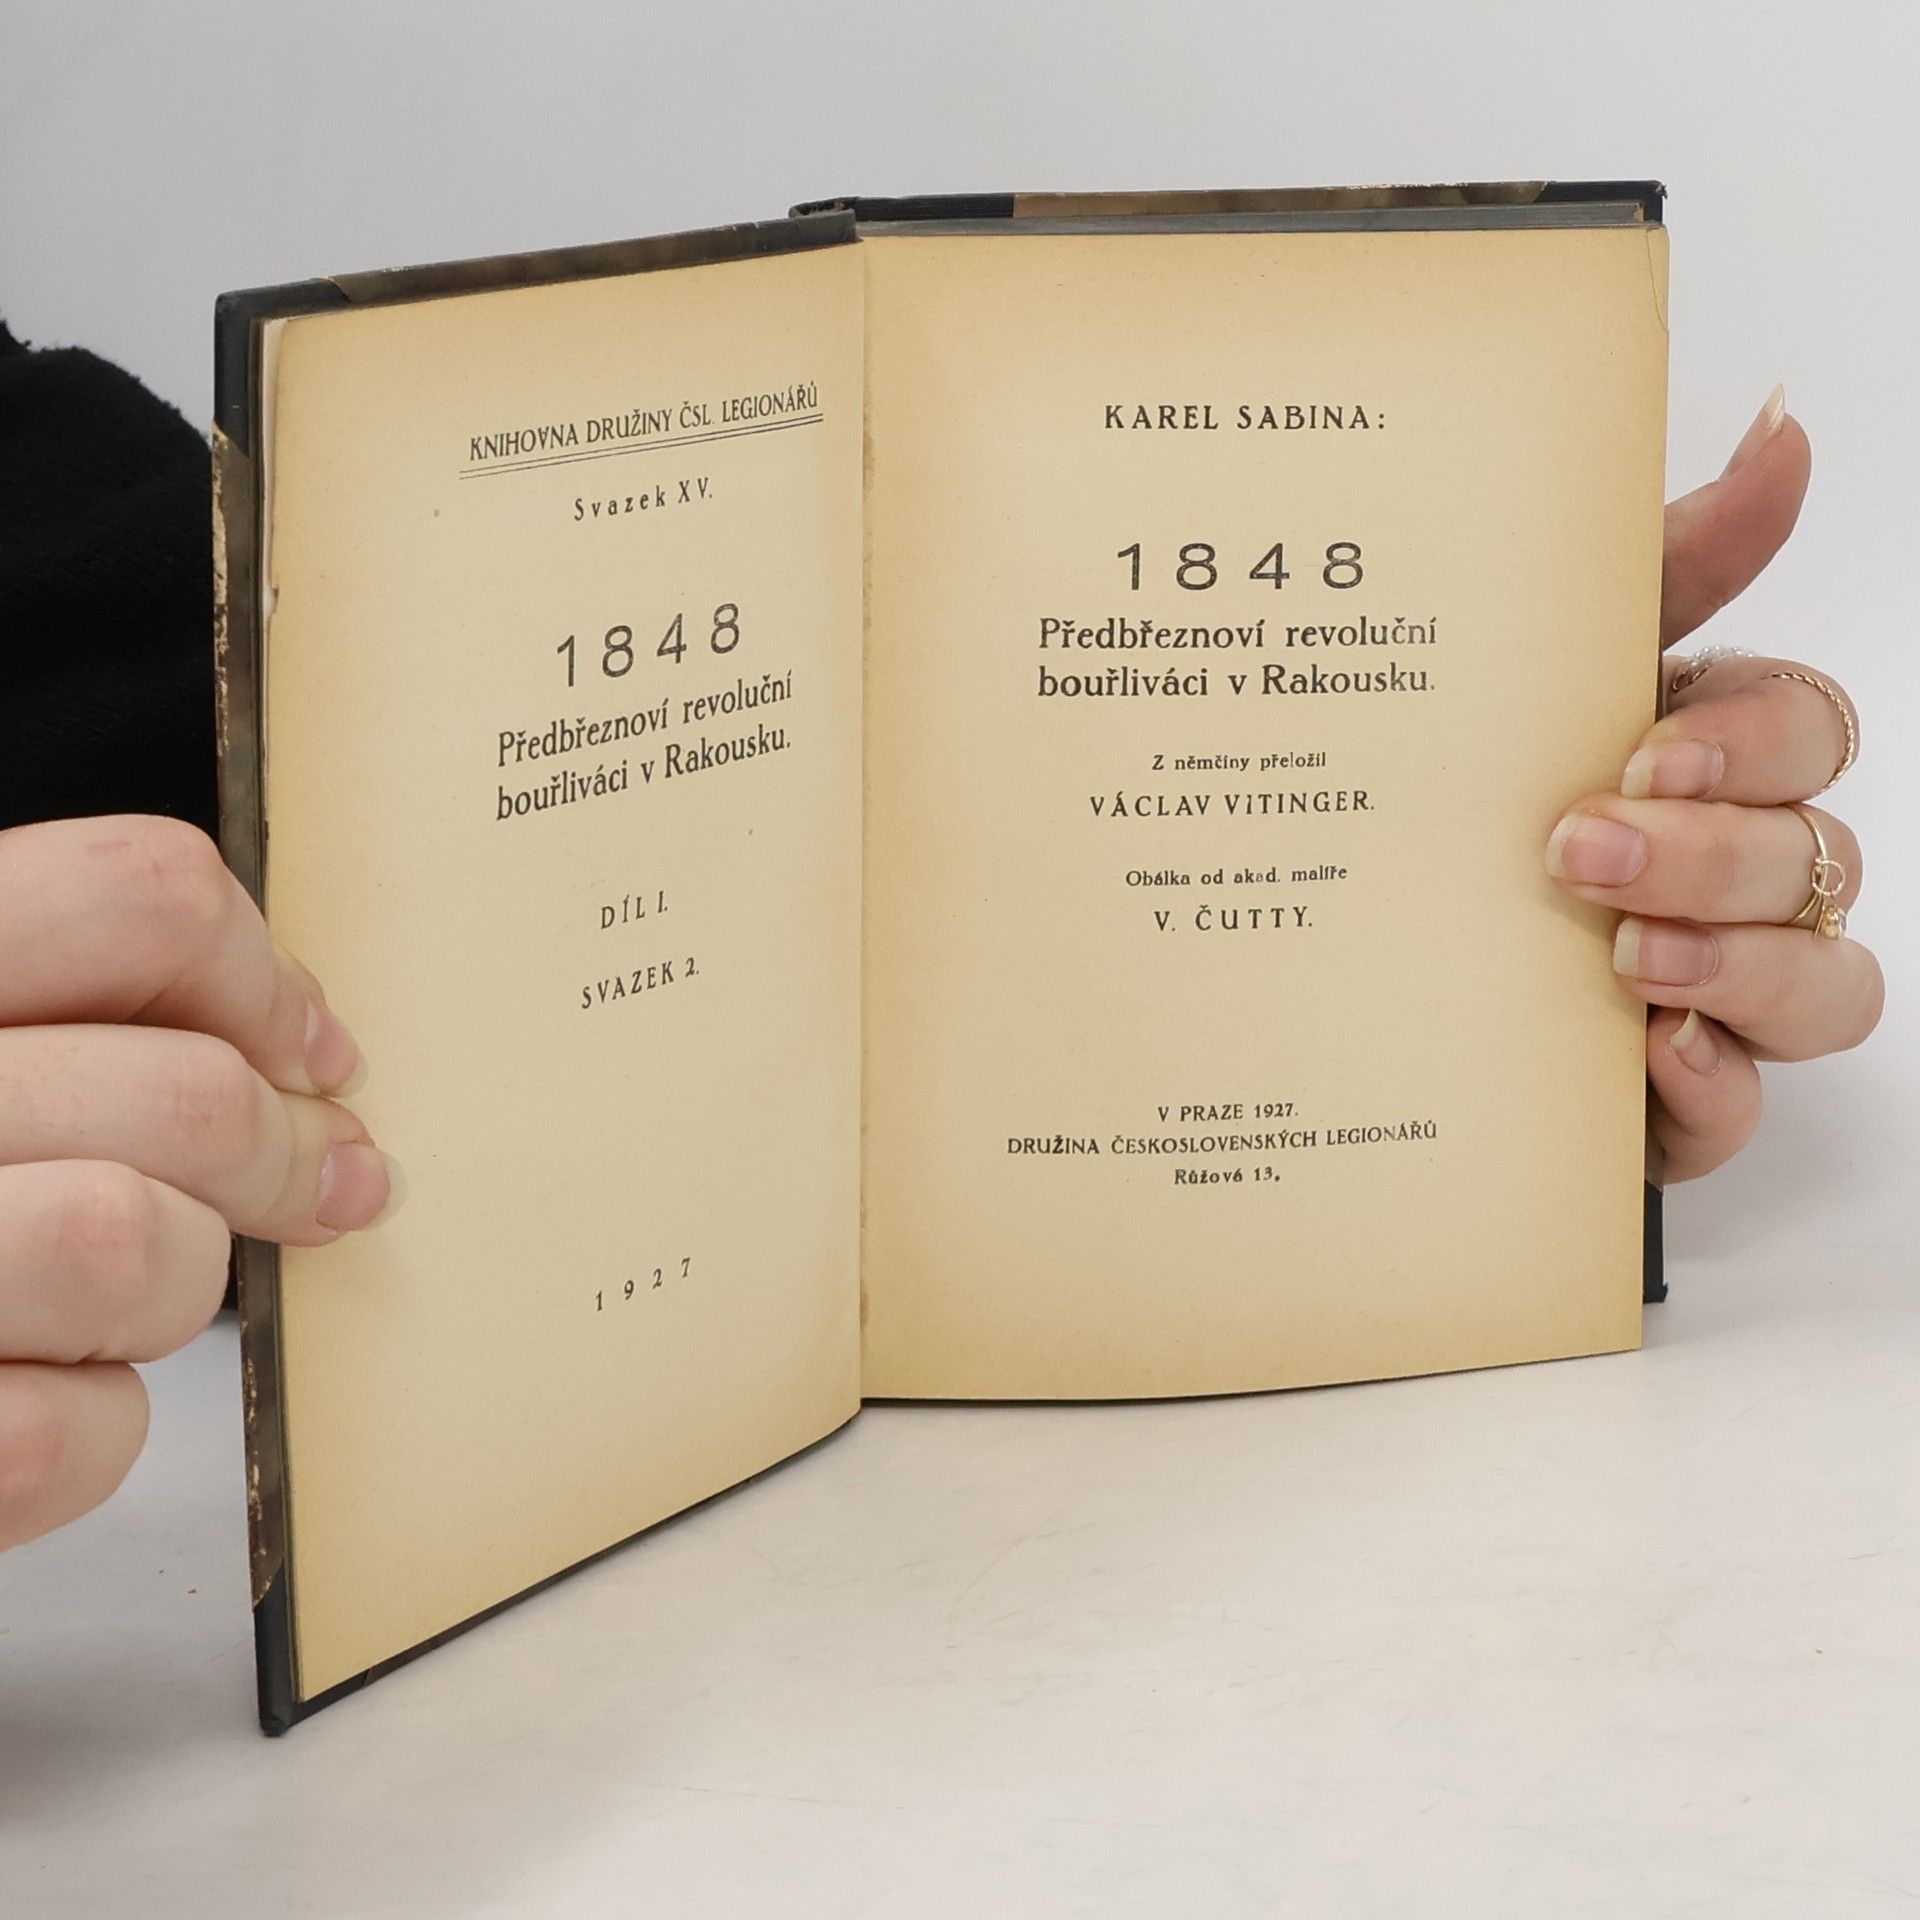 KNIHOVNA DRUŽINY ČSL. LEGIONÁŘŮ
Svazek XV.
1848
Předbřeznoví revoluční
bouřliváci v Rakousku.
DÍL I.
SVAZEK 2.
1927
KAREL SABINA:
1848
Předbřeznoví revoluční
bouřliváci v Rakousku.
Z němčiny přeložil
VÁCLAV VITINGER.
Obálka od akad. malíře
V. ČUTTY.
V PRAZE 1927.
DRUŽINA ČESKOSLOVENSKÝCH LEGIONÁŘŮ
Růžová 13.